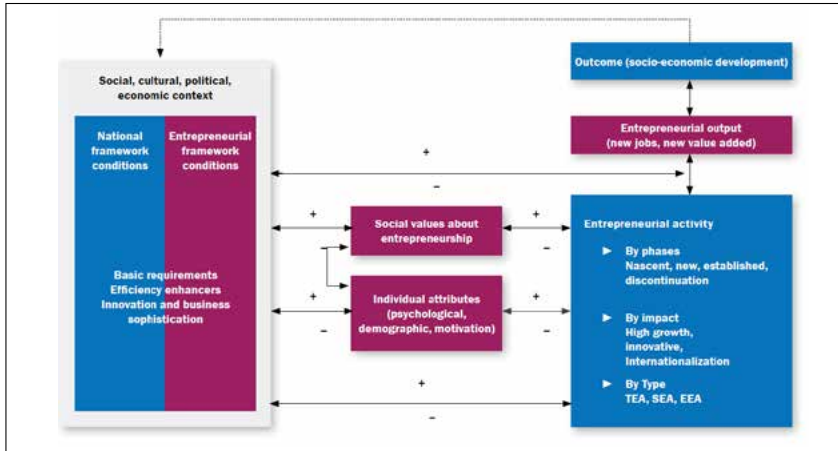 Social, cultural, political,
economic context
National
framework
conditions
Entrepreneurial
framework
conditions
Basic requirements
Efficiency enhancers
Innovation and business
sophistication
Outcome (socio-economic development)
Entrepreneurial output
(new jobs, new value added)
+
–
+
–
Social values about
entrepreneurship
+
–
+
–
Individual attributes
(psychological,
demographic, motivation)
+
–
+
–
Entrepreneurial activity
► By phases
Nascent, new, established,
discontinuation
► By impact
High growth,
innovative,
Internationalization
► By Type
TEA, SEA, EEA